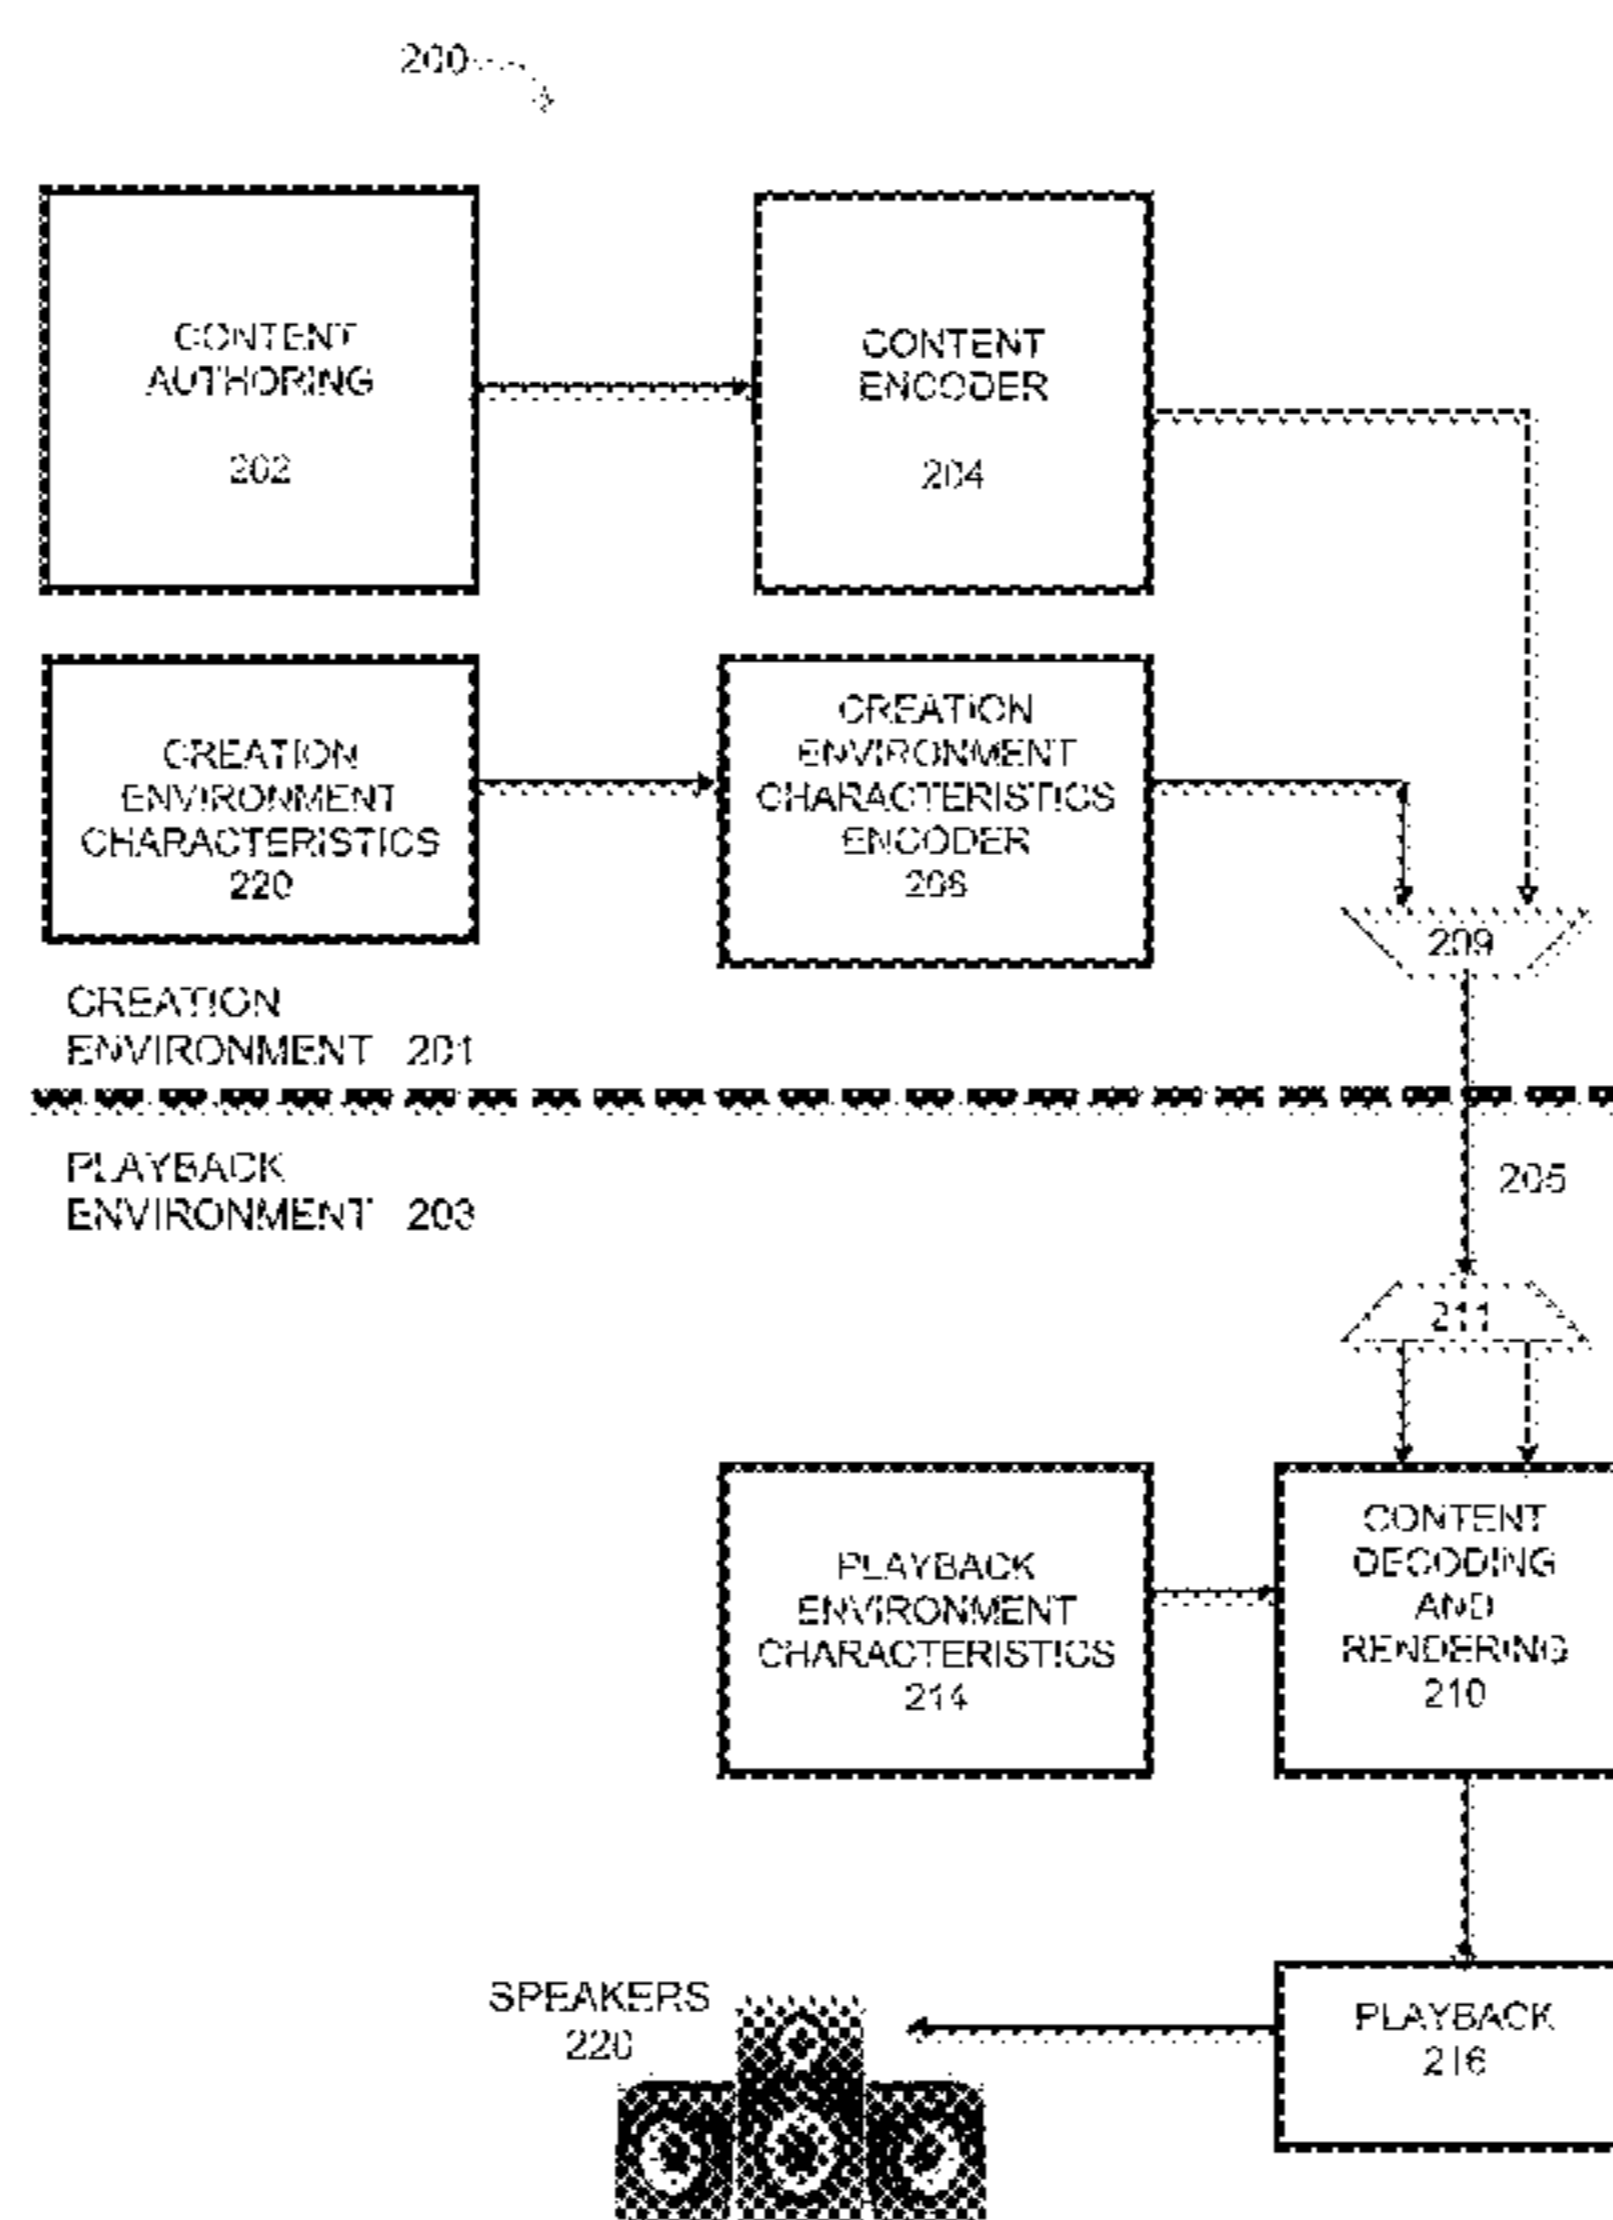 200
CONTENT
AUTHORING
202
CONTENT
ENCODER
204
CREATION
ENVIRONMENT
CHARACTERISTICS
220
CREATION
ENVIRONMENT
CHARACTERISTICS
ENCODER
206
209
CREATION
ENVIRONMENT 201
PLAYBACK
ENVIRONMENT 203
205
211
PLAYBACK
ENVIRONMENT
CHARACTERISTICS
214
CONTENT
DECODING
AND
RENDERING
210
SPEAKERS
220
PLAYBACK
216